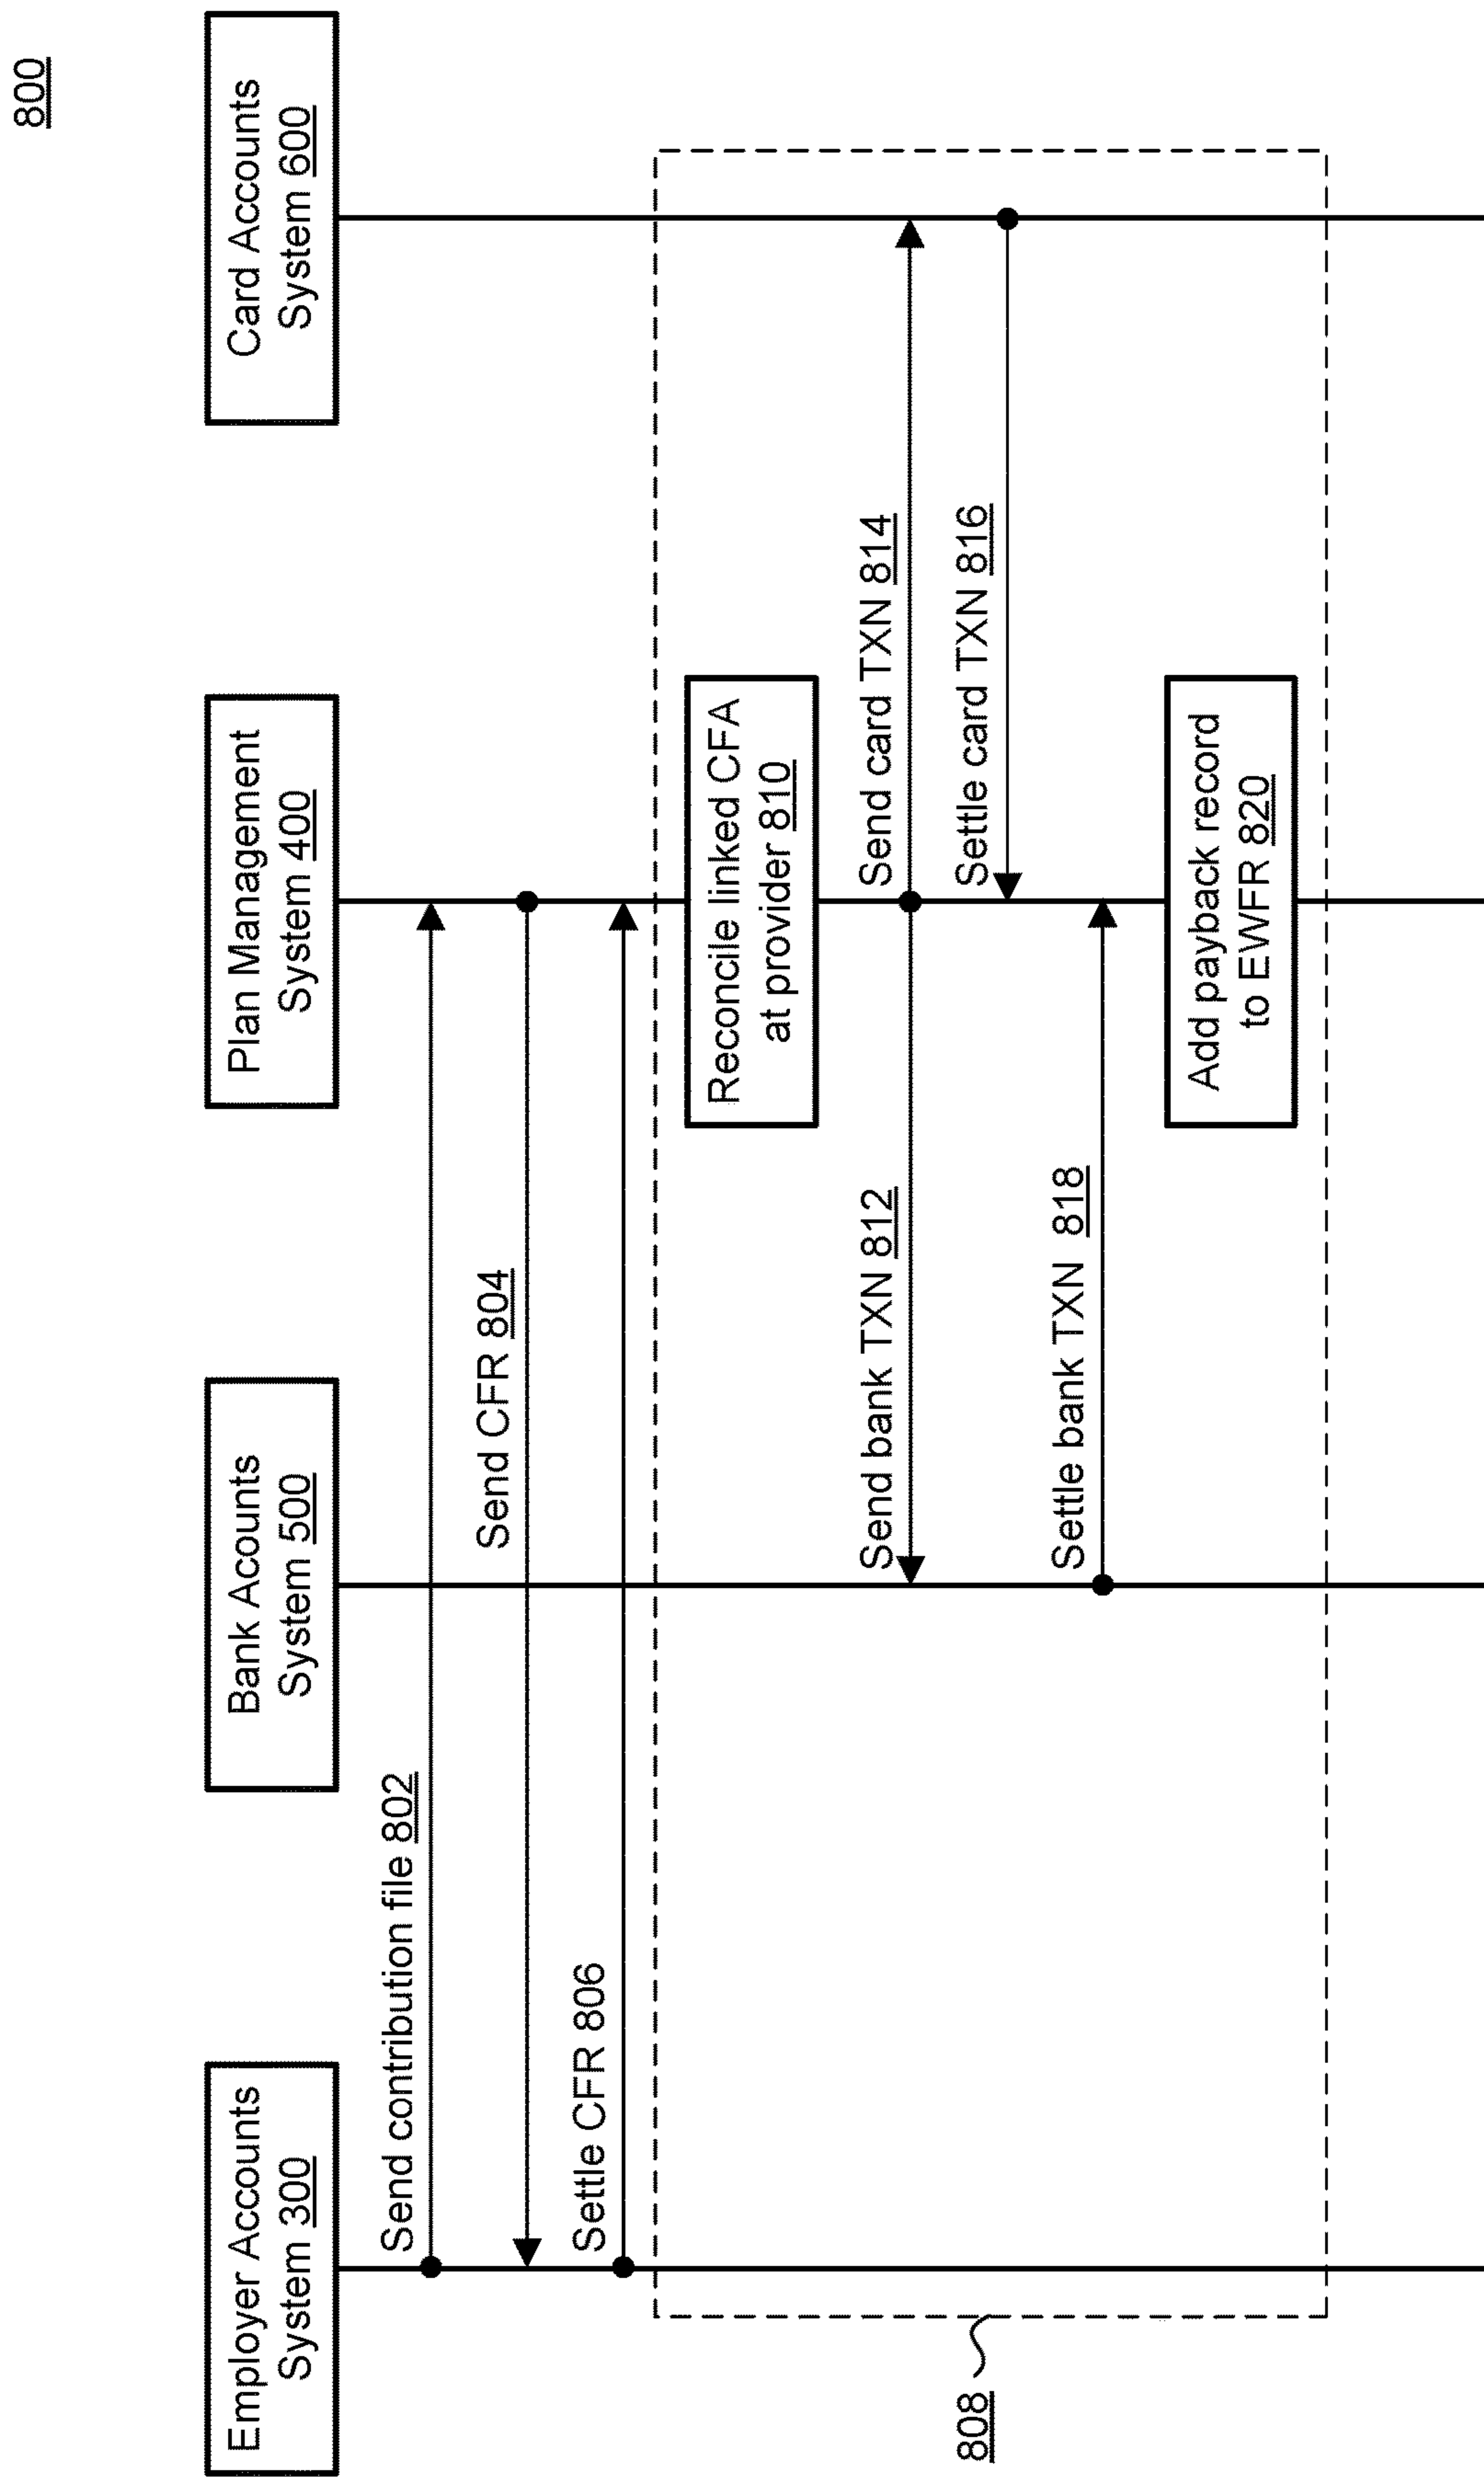 800
Employer Accounts
System 300
Bank Acounts
System 500
Plan Management
System 400
Card Accounts
System 600
Send contribution file 802
Send CFR 804
Settle CFR 806
808
Reconcile linked CFA
at provider 810
Send bank TXN 812
Send card TXN 814
Settle card TXN 816
Settle bank TXN 818
Add payback record
to EWFR 820